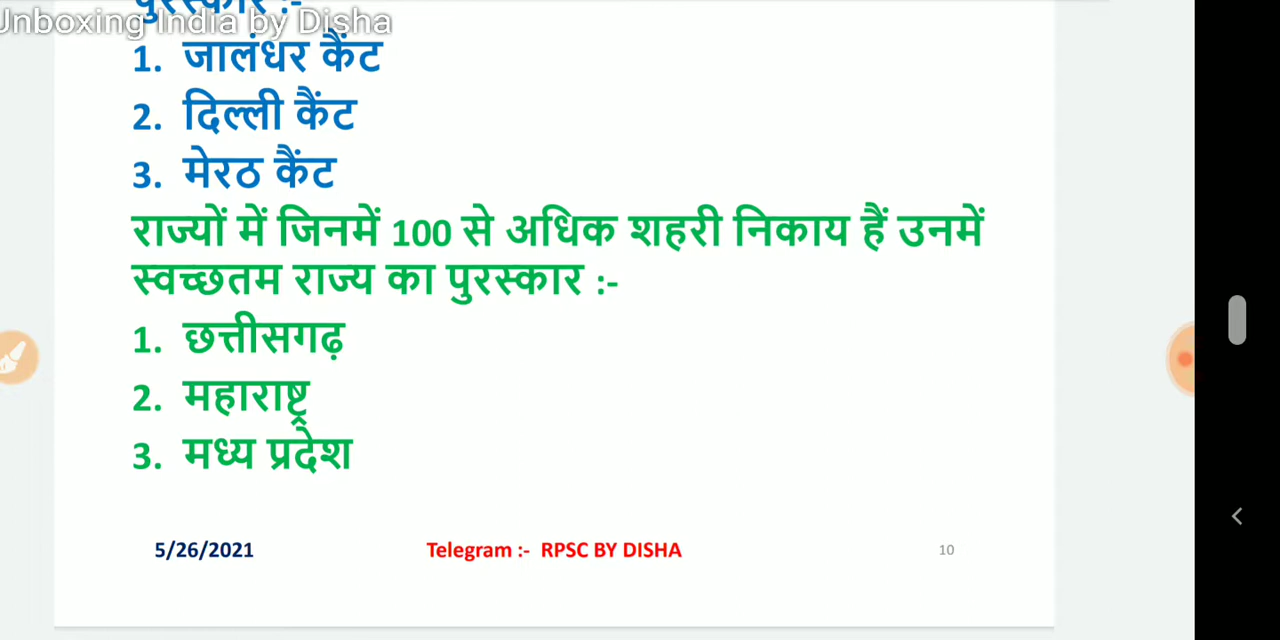 पुरस्कार :-
Unboxing India by Disha
1. जालंधर कैंट
2. दिल्ली कैंट
3. मेरठ कैंट
राज्यों में जिनमें 100 से अधिक शहरी निकाय हैं उनमें
स्वच्छतम राज्य का पुरस्कार :-
1. छत्तीसगढ़
2. महाराष्ट्र
3. मध्य प्रदेश
5/26/2021 Telegram :- RPSC BY DISHA 10